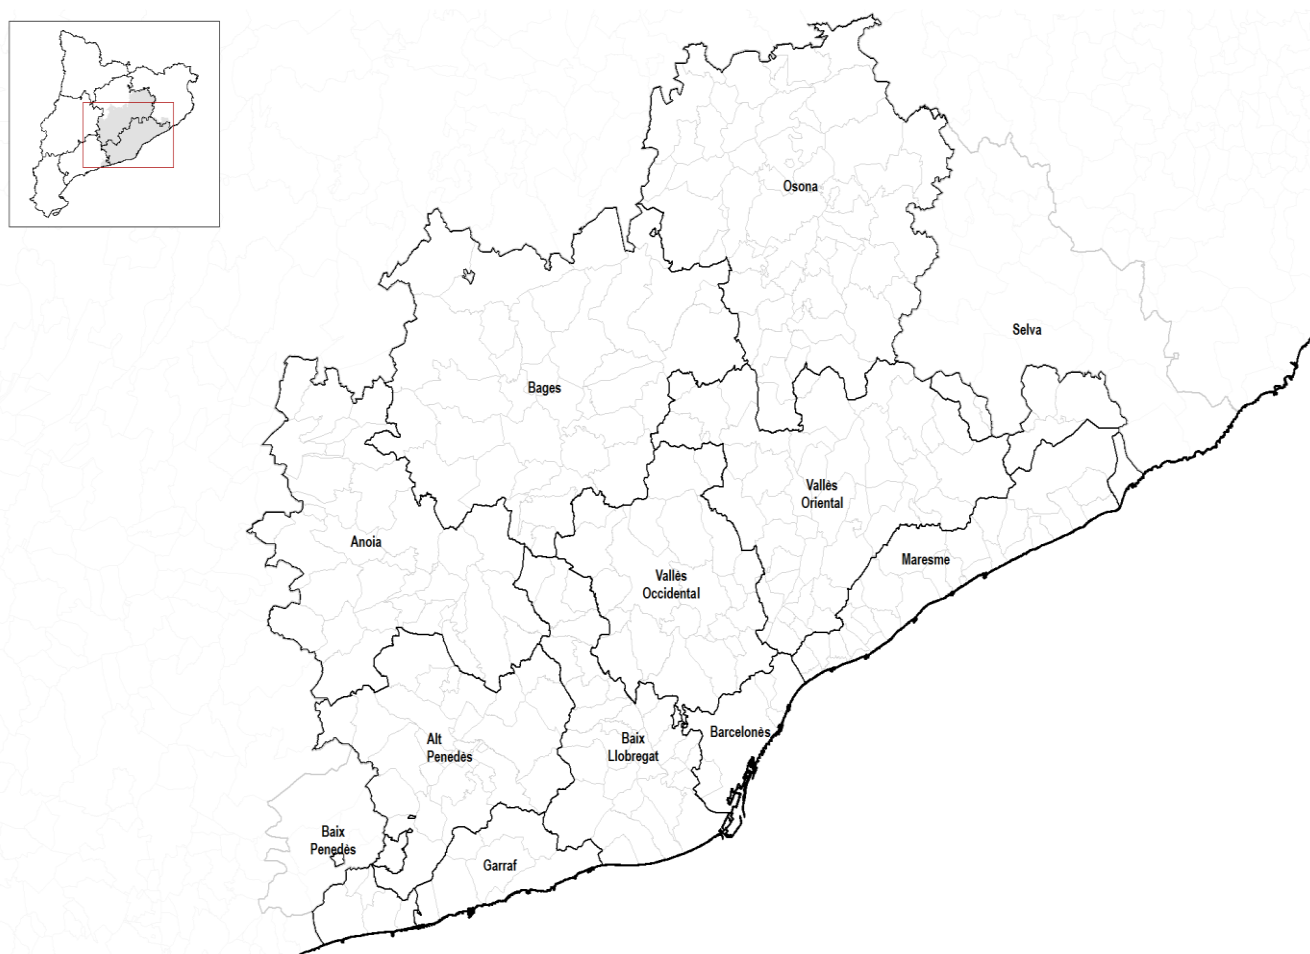 Osona
Selva
Bages
Vallès
Oriental
Anoia
Maresme
Vallès
Occidental
Alt
Penedès
Baix
Llobregat
Barcelonès
Baix
Penedès
Garraf